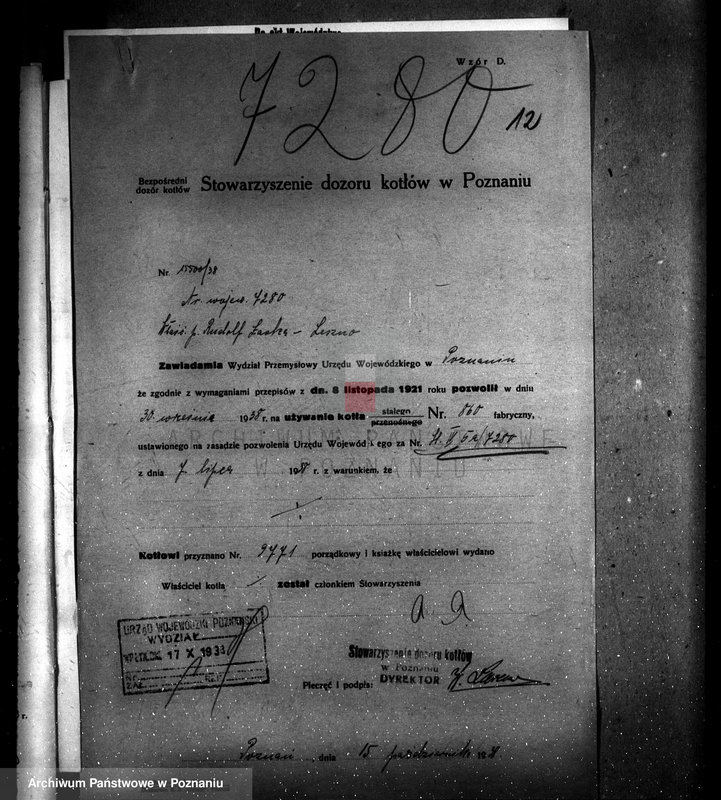 Wzór D.
7280
12
Bezpośredni
dozór kotłów
Stowarzyszenie dozoru kotłów w Poznaniu
Nr. 15500/38
Nr. wojew. 7280
Rudolf - Leszno
Zawiadamia Wydział Przemysłowy Urzędu Wojewódzkiego w Poznaniu
że zgodnie z wymaganiami przepisów z dn. 8 listopada 1921 roku pozwolił w dniu
30 września 1938 r. na używanie kotła stałego przenośnego Nr. 860 fabryczny,
ustawionego na zasadzie pozwolenia Urzędu Wojewódzkiego za Nr. /7280
z dnia 7 lipca 1938 r. z warunkiem, że
Kotłowi przyznano Nr. 9771 porządkowy i książkę właścicielowi wydano
Właściciel kotła został członkiem Stowarzyszenia
URZĄD WOJEWÓDZKI POZNAŃSKI
WYDZIAŁ
17 X 1938
Stowarzyszenie dozoru kotłów
w Poznaniu
Pieczęć i podpis: DYREKTOR
Poznań, dnia 15 października 1938
Archiwum Państwowe w Poznaniu